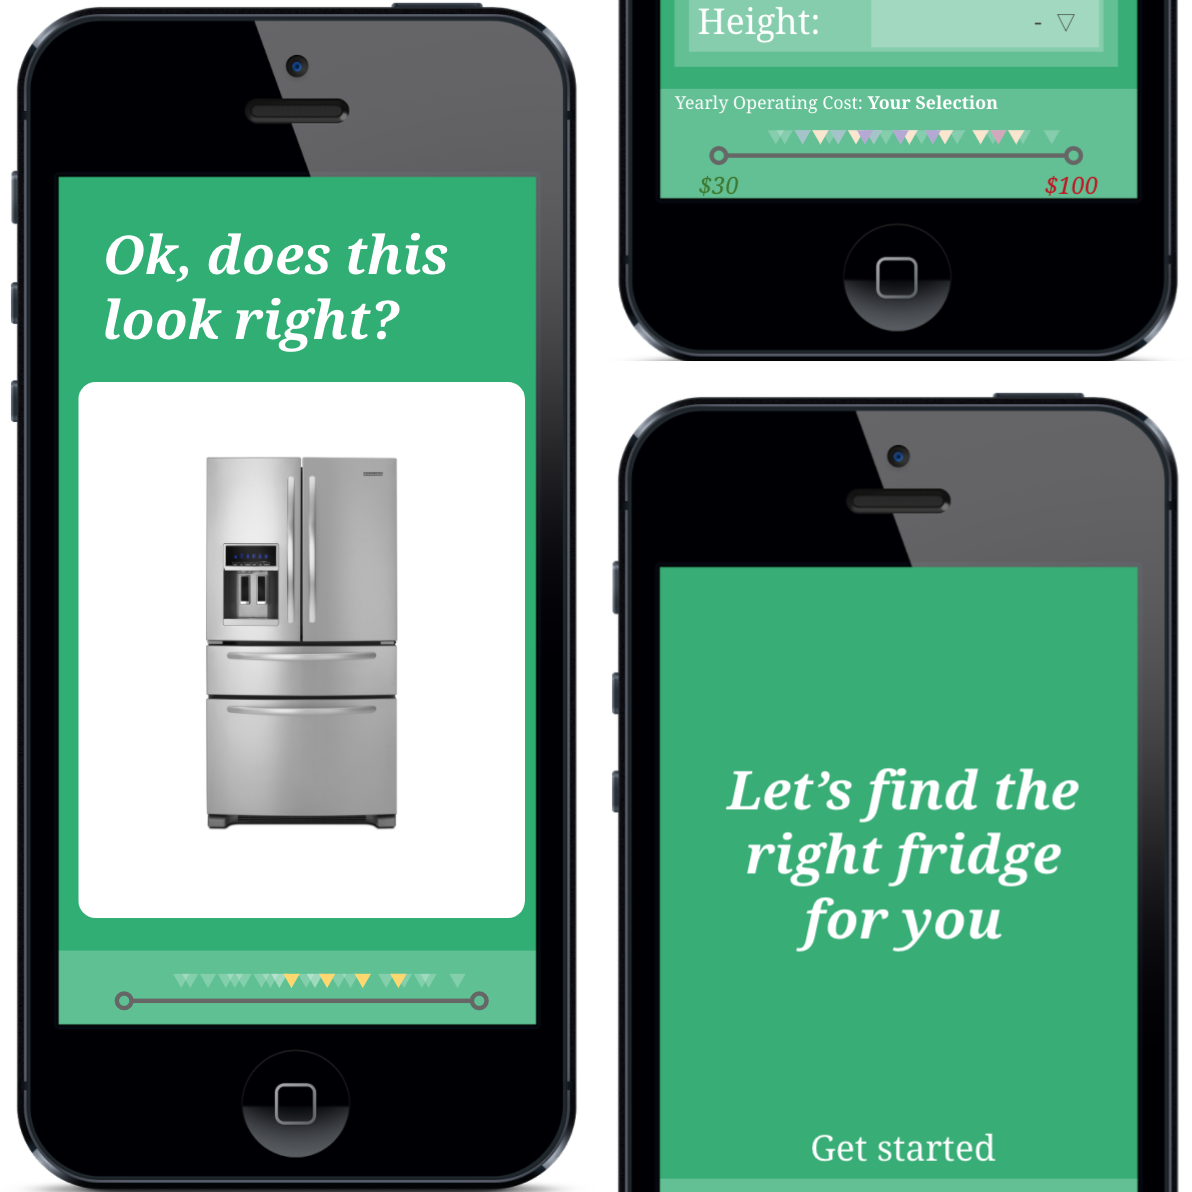 Ok, does this
look right?
Height: -
Yearly Operating Cost: Your Selection
$30
$100
Let’s find the
right fridge
for you
Get started